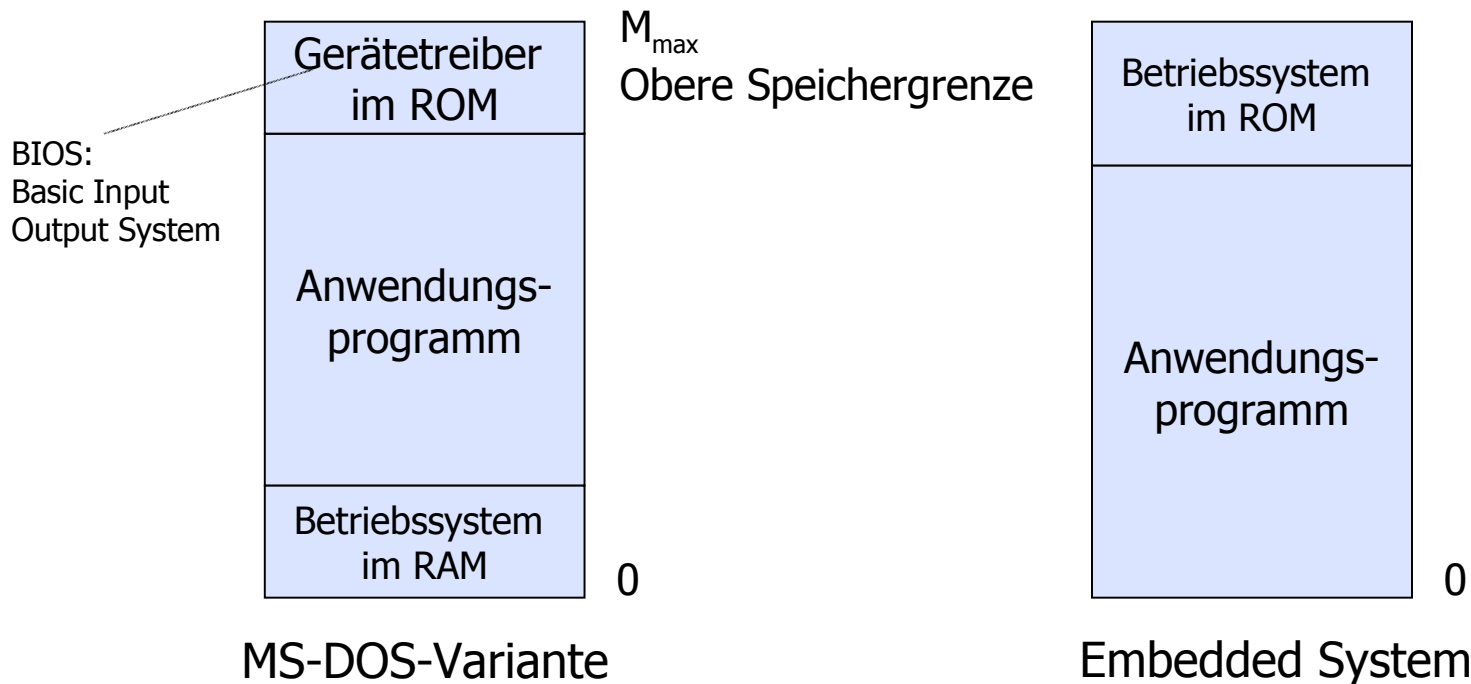 Gerätetreiber
im ROM
BIOS:
Basic Input
Output System
Anwendungs-
programm
Betriebssystem
im RAM
M_max
Obere Speichergrenze
0
MS-DOS-Variante
Betriebssystem
im ROM
Anwendungs-
programm
0
Embedded System